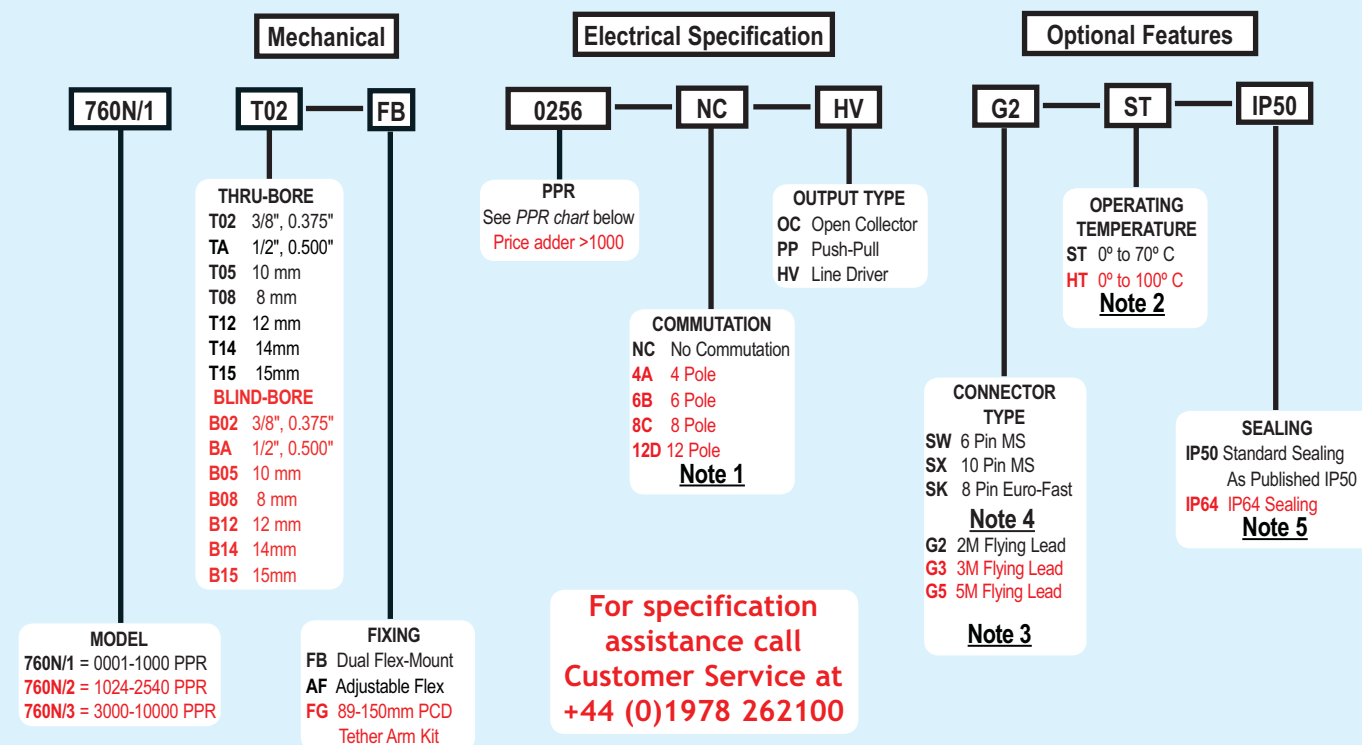 Mechanical
Electrical Specification
Optional Features
760N/1
T02
FB
0256
NC
HV
G2
ST
IP50
THRU-BORE
T02 3/8", 0.375"
TA 1/2", 0.500"
T05 10 mm
T08 8 mm
T12 12 mm
T14 14mm
T15 15mm
BLIND-BORE
B02 3/8", 0.375"
BA 1/2", 0.500"
B05 10 mm
B08 8 mm
B12 12 mm
B14 14mm
B15 15mm
MODEL
760N/1 = 0001-1000 PPR
760N/2 = 1024-2540 PPR
760N/3 = 3000-10000 PPR
FIXING
FB Dual Flex-Mount
AF Adjustable Flex
FG 89-150mm PCD
Tether Arm Kit
PPR
See PPR chart below
Price adder >1000
COMMUTATION
NC No Commutation
4A 4 Pole
6B 6 Pole
8C 8 Pole
12D 12 Pole
Note 1
OUTPUT TYPE
OC Open Collector
PP Push-Pull
HV Line Driver
For specification
assistance call
Customer Service at
+44 (0)1978 262100
CONNECTOR
TYPE
SW 6 Pin MS
SX 10 Pin MS
SK 8 Pin Euro-Fast
Note 4
G2 2M Flying Lead
G3 3M Flying Lead
G5 5M Flying Lead
Note 3
OPERATING
TEMPERATURE
ST 0º to 70º C
HT 0º to 100º C
Note 2
SEALING
IP50 Standard Sealing
As Published IP50
IP64 IP64 Sealing
Note 5